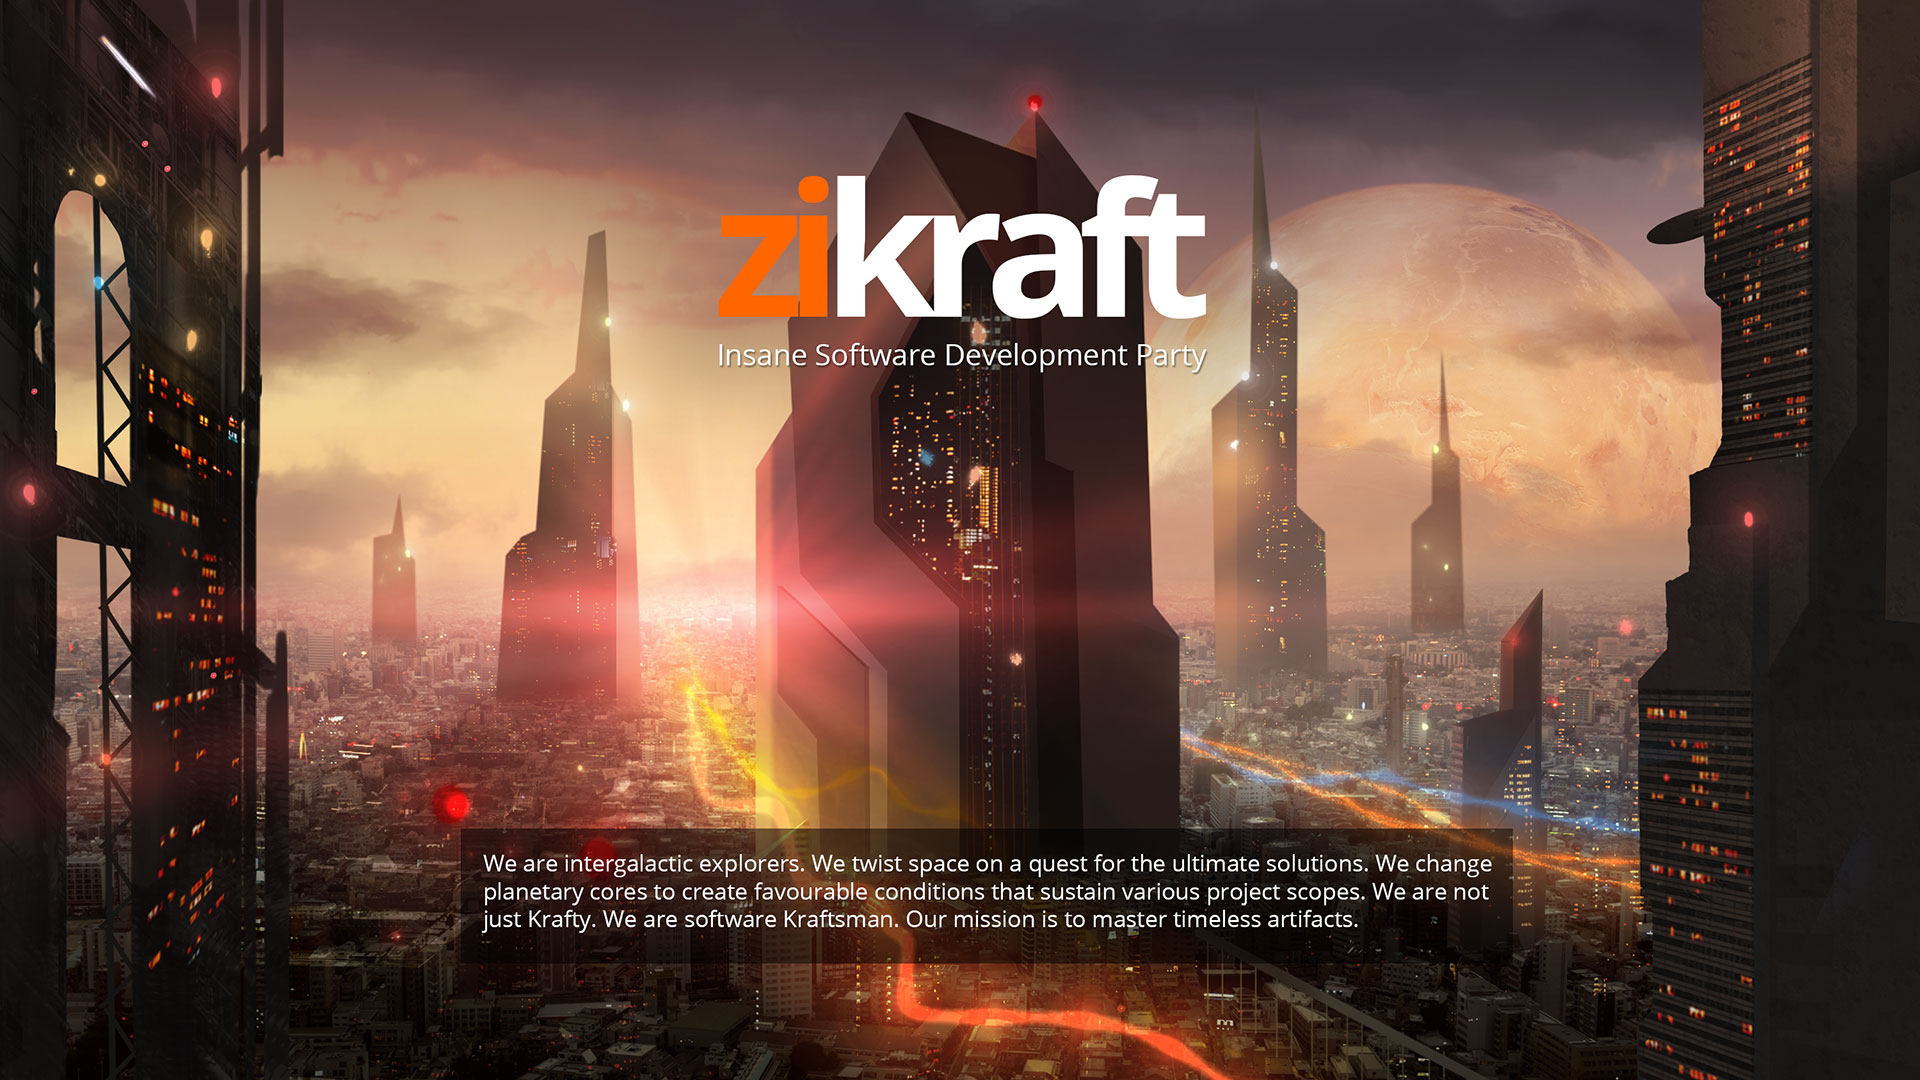 zikraft
Insane Software Development Party
We are intergalactic explorers. We twist space on a quest for the ultimate solutions. We change
planetary cores to create favourable conditions that sustain various project scopes. We are not
just Krafty. We are software Kraftsman. Our mission is to master timeless artifacts.